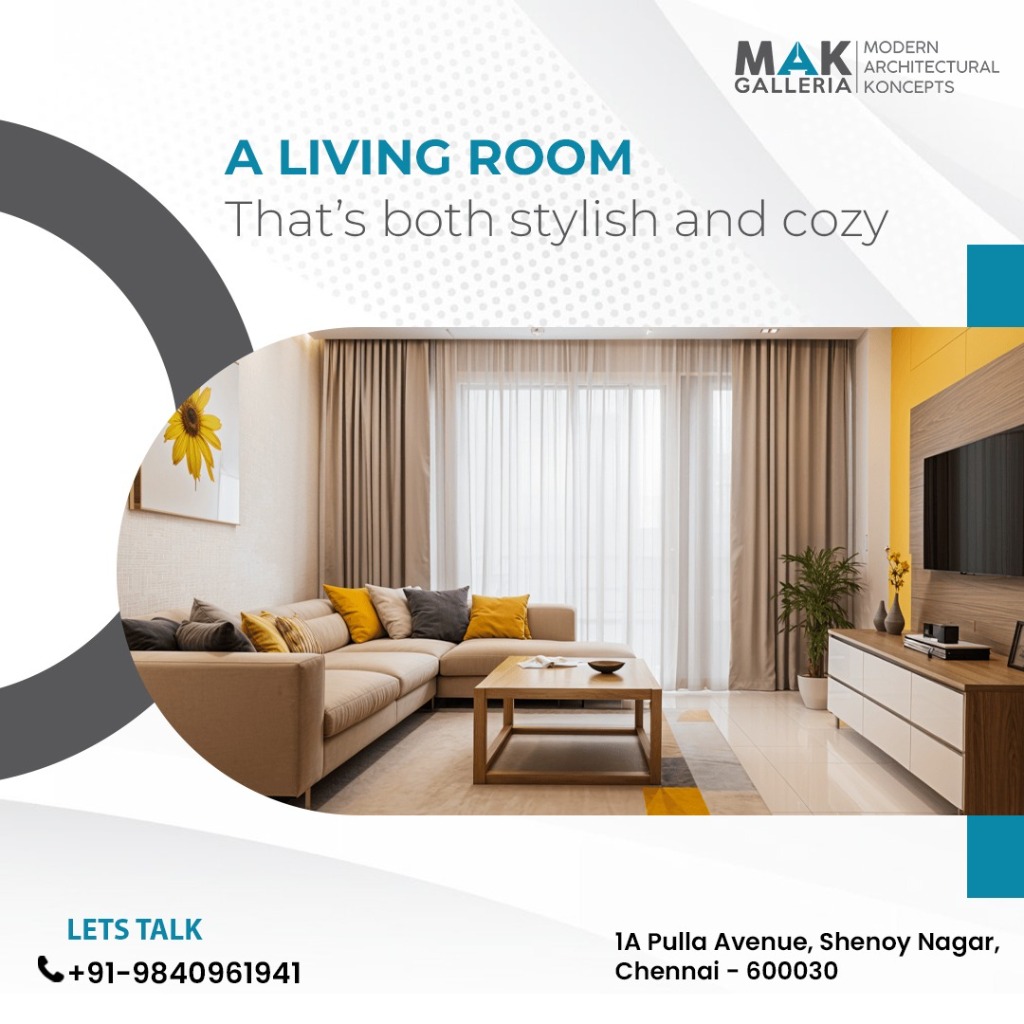 MAK
GALLERIA
MODERN
ARCHITECTURAL
KONCEPTS
A LIVING ROOM
That's both stylish and cozy
LETS TALK
+91-9840961941
1A Pulla Avenue, Shenoy Nagar,
Chennai - 600030